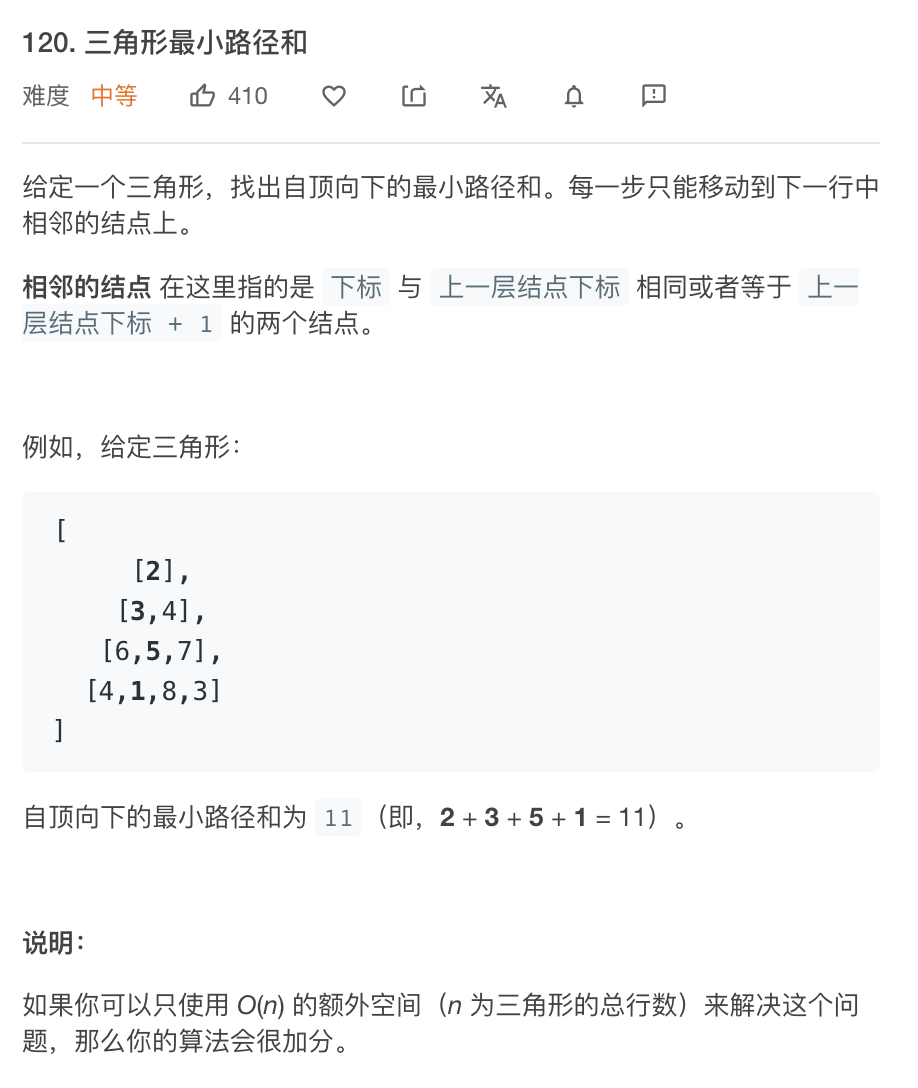 120. 三角形最小路径和
难度 中等 410
给定一个三角形，找出自顶向下的最小路径和。每一步只能移动到下一行中
相邻的结点上。
相邻的结点 在这里指的是 下标 与 上一层结点下标 相同或者等于 上一
层结点下标 + 1 的两个结点。
例如，给定三角形：
[
[2],
[3,4],
[6,5,7],
[4,1,8,3]
]
自顶向下的最小路径和为 11（即，2 + 3 + 5 + 1 = 11）。
说明：
如果你可以只使用 O(n) 的额外空间（n 为三角形的总行数）来解决这个问
题，那么你的算法会很加分。